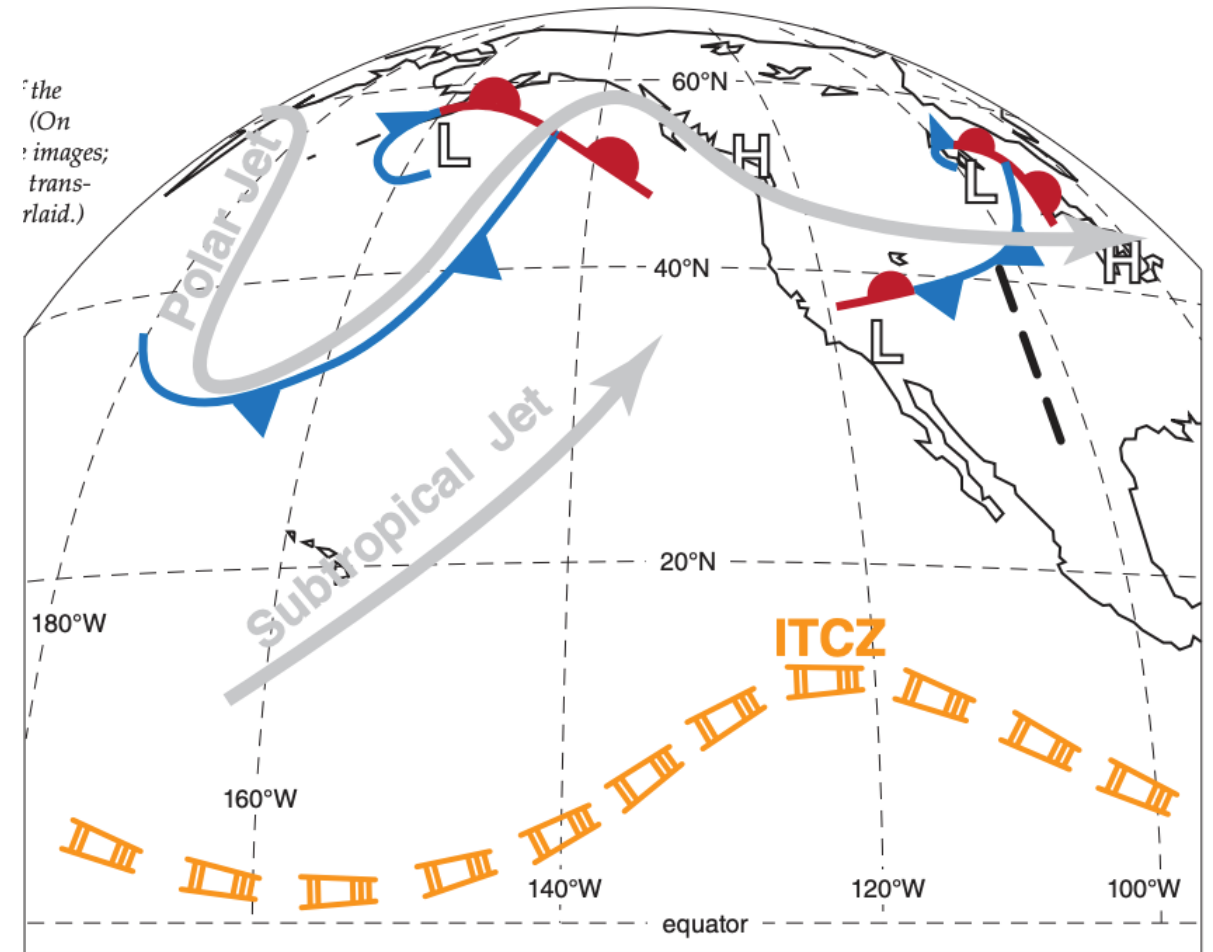 f the
(On
e images;
trans-
rlaid.)
60°N
Polar Jet
L
H
L
40°N
H
L
Subtropical Jet
20°N
180°W
ITCZ
160°W
140°W
120°W
100°W
equator